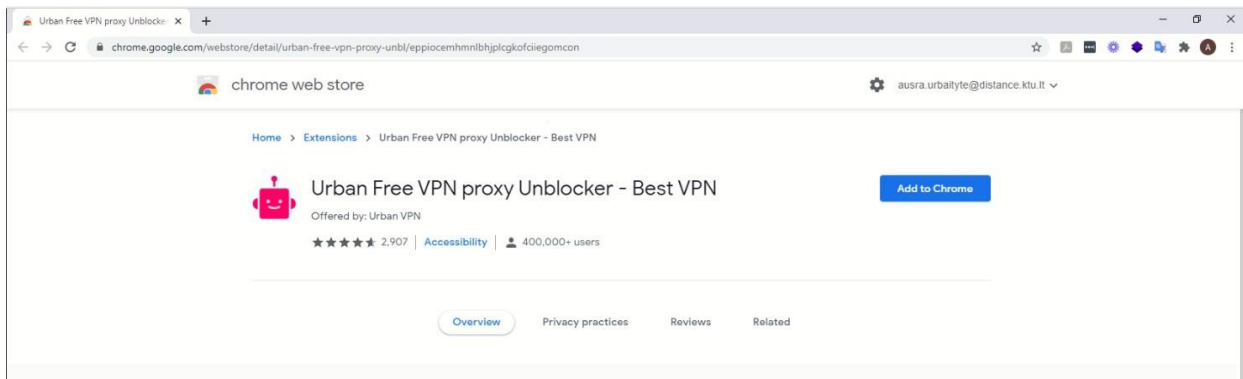 Urban Free VPN proxy Unblocke
chrome.google.com/webstore/detail/urban-free-vpn-proxy-unbl/eppiocemhmnlbhjplcgkofciiegomcon
A
chrome web store
ausra.urbaityte@distance.ktu.lt
Home > Extensions > Urban Free VPN proxy Unblocker - Best VPN
Urban Free VPN proxy Unblocker - Best VPN
Add to Chrome
Offered by: Urban VPN
2,907 | Accessibility | 400,000+ users
Overview Privacy practices Reviews Related